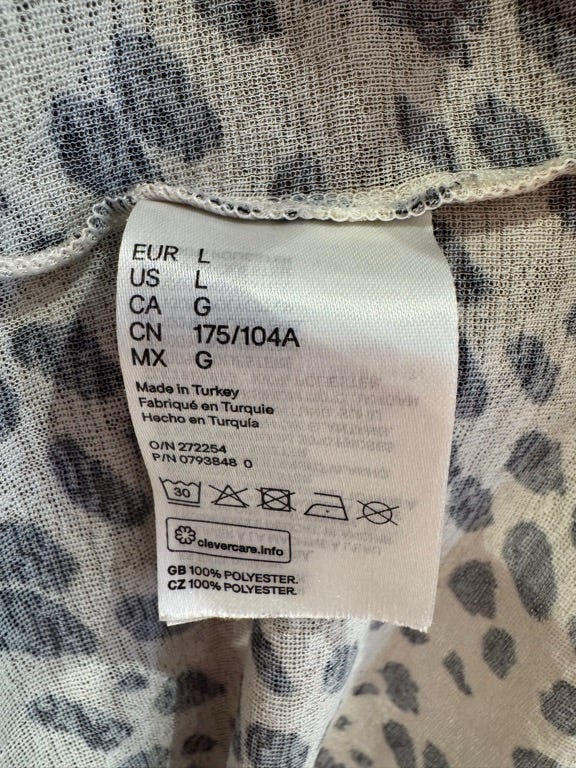 EUR L
US L
CA G
CN 175/104A
MX G
Made in Turkey
Fabriqué en Turquie
Hecho en Turquía
O/N 272254
P/N 0793848 0
30
clevercare.info
GB 100% POLYESTER.
CZ 100% POLYESTER.